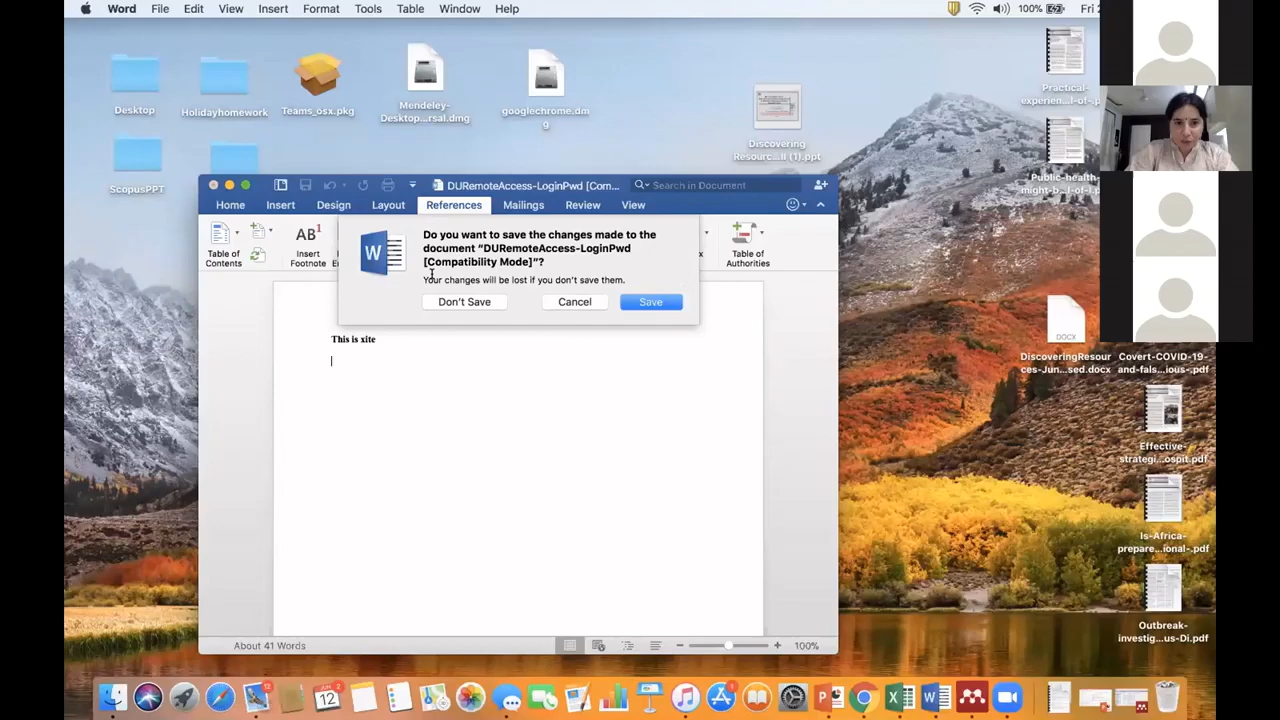 Word File Edit View Insert Format Tools Table Window Help 100% Fri 2
Desktop
Holidayhomework
Teams_osx.pkg
Mendeley-
Desktop...rsal.dmg
googlechrome.dm
g
Discovering
Resourc...ll (1).ppt
Practical-
experien...l-of-.p
ScopusPPT
Public-health-
might-b...l-of-l.p
DURemoteAccess-LoginPwd [Com...
Search in Document
Home Insert Design Layout References Mailings Review View
Table of
Contents
AB1
Insert
Footnote
Table of
Authorities
W
Do you want to save the changes made to the
document “DURemoteAccess-LoginPwd
[Compatibility Mode]”?
Your changes will be lost if you don’t save them.
Don’t Save Cancel Save
This is xite
DOCX
DiscoveringResour
ces-Jun...sed.docx
Covert-COVID-19-
and-fals...ious-.pdf
Effective-
strategi...ospit.pdf
Is-Africa-
prepare...ional-.pdf
Outbreak-
investig...us-Di.pdf
About 41 Words
100%
12